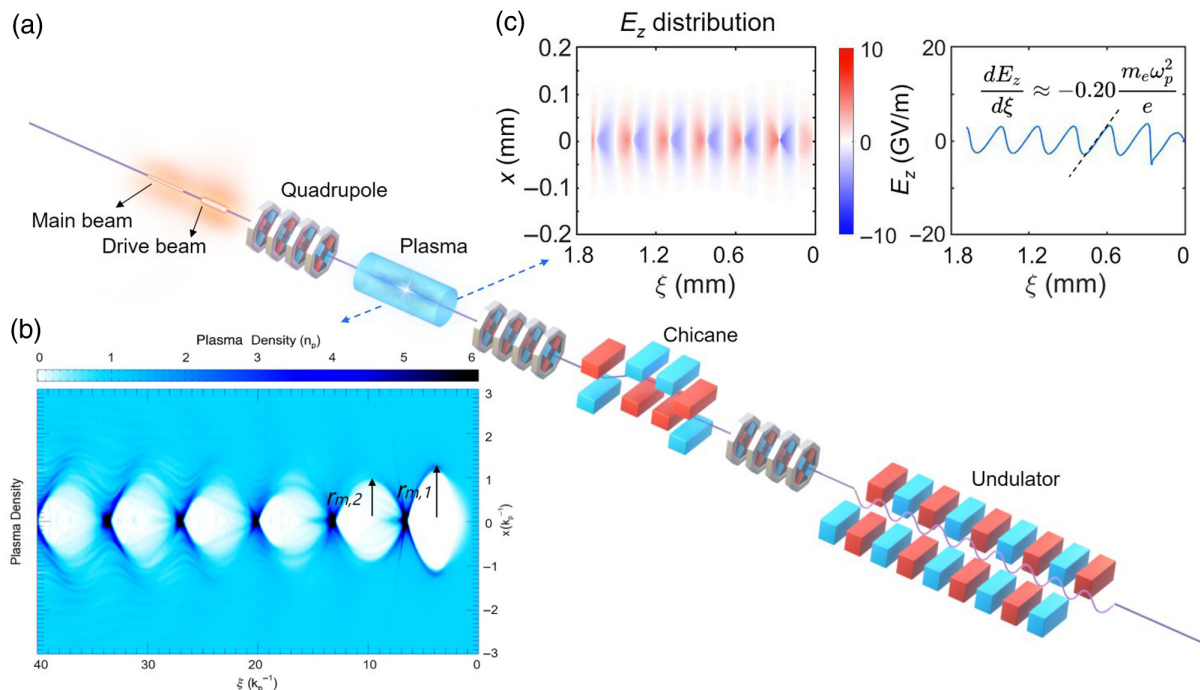 (a)
Main beam
Drive beam
Quadrupole
Plasma
Chicane
Undulator
(b)
Plasma Density (n_p)
0 1 2 3 4 5 6
Plasma Density
r_{m,2}
r_{m,1}
3
2
1
0
-1
-2
-3
x(k_p^{-1})
40 30 20 10 0
ξ (k_p^{-1})
(c)
E_z distribution
x (mm)
0.2
0.1
0
−0.1
−0.2
1.8 1.2 0.6 0
ξ (mm)
10
0
−10
E_z (GV/m)
20
0
−20
dE_z/dξ ≈ −0.20 m_eω_p^2/e
1.8 1.2 0.6 0
ξ (mm)